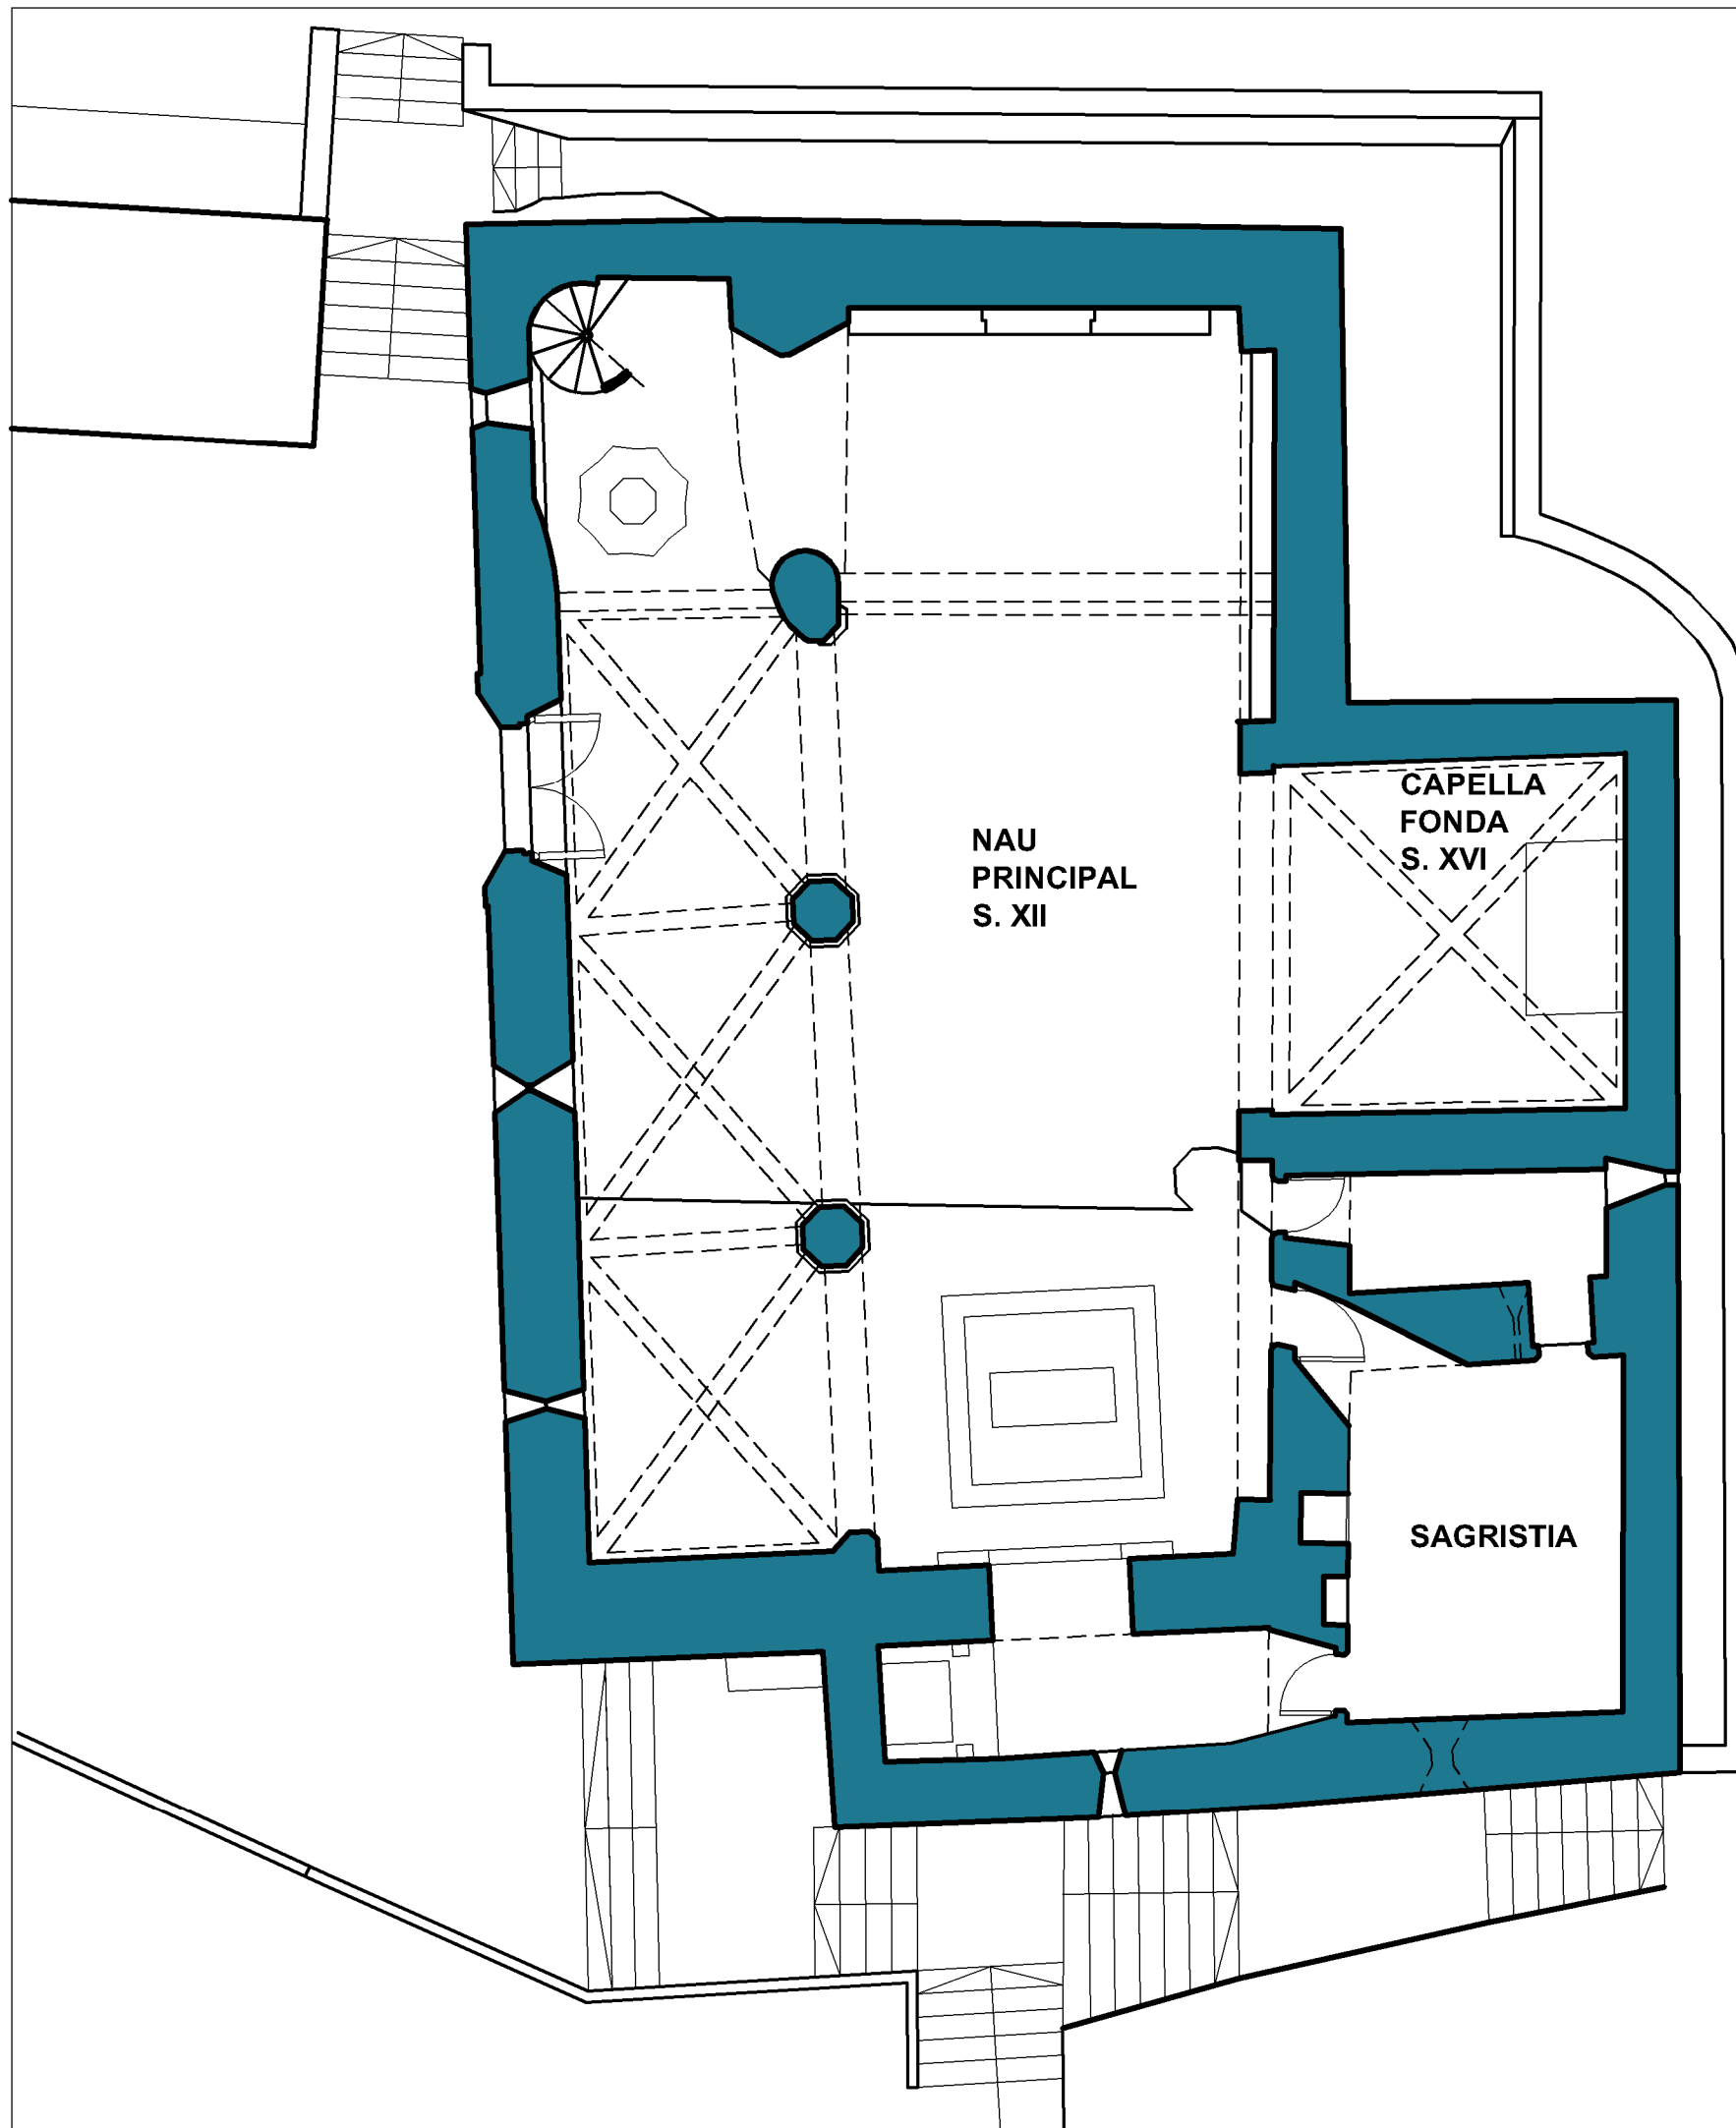 NAU
PRINCIPAL
S. XII
CAPELLA
FONDA
S. XVI
SAGRISTIA